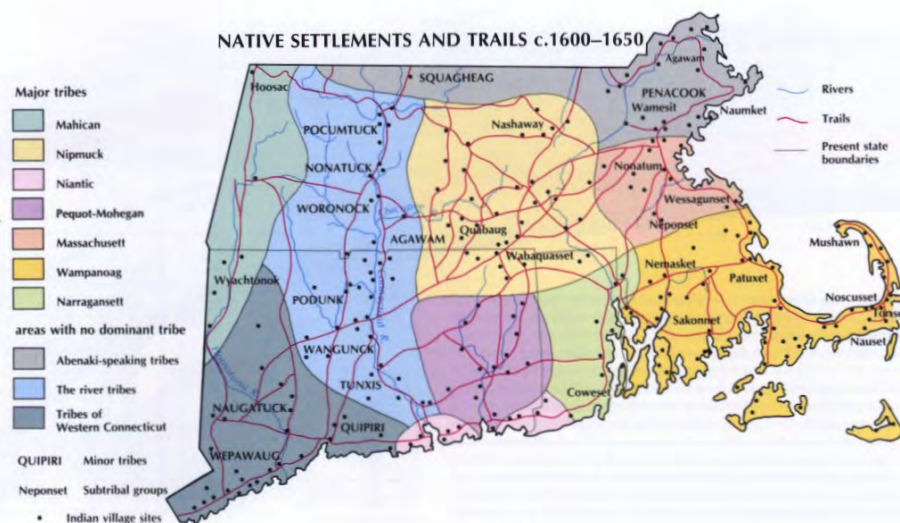 NATIVE SETTLEMENTS AND TRAILS c.1600–1650
Major tribes
Mahican
Nipmuck
Niantic
Pequot-Mohegan
Massachusett
Wampanoag
Narragansett
areas with no dominant tribe
Abenaki-speaking tribes
The river tribes
Tribes of
Western Connecticut
QUIPIRI Minor tribes
Neponset Subtribal groups
Indian village sites
Rivers
Trails
Present state
boundaries
Hoosac
SQUAGHEAG
Agawam
PENACOOK
Wamesit
Naumket
POCUMTUCK
Nashaway
NONATUCK
Nonatum
WORONOCK
Wessagunset
Neponset
AGAWAM
Quabaug
Wabaquasset
Mushawn
Nemasket
Patuxet
Wyachtonok
PODUNK
Noscusset
Sakonnet
Nauset
WANGUNCK
TUNXIS
Coweset
NAUGATUCK
QUIPIRI
WEPAWAUG